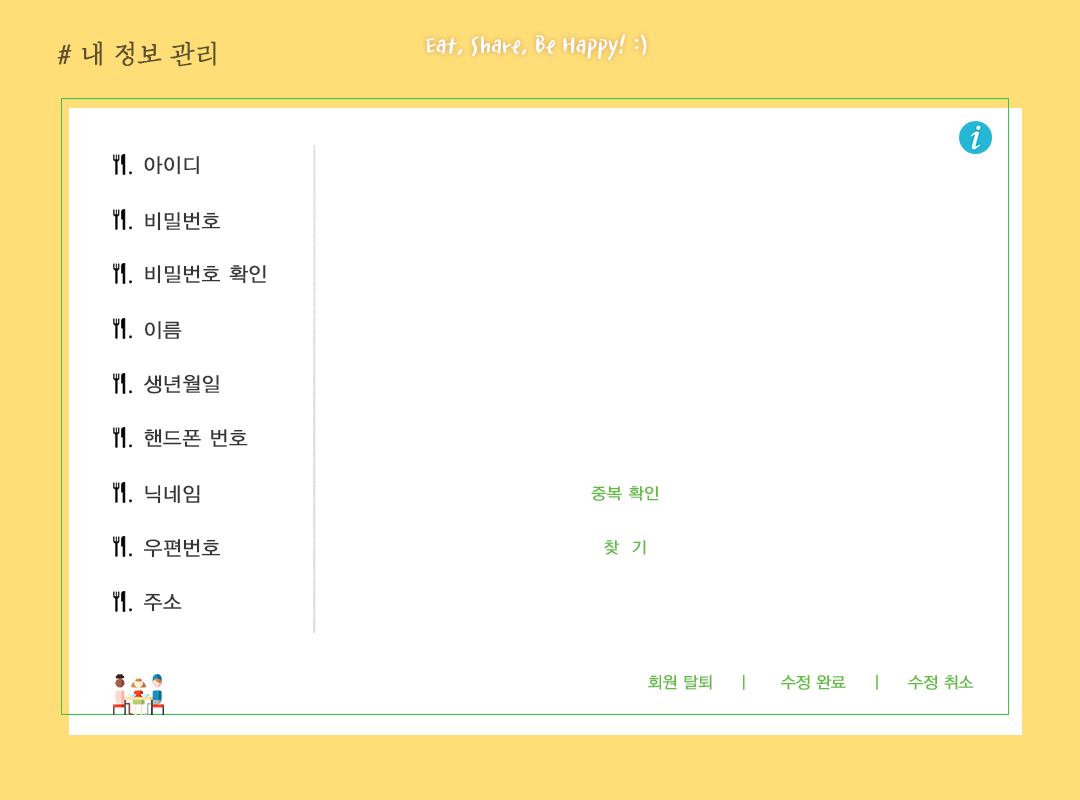 # 내 정보 관리
Eat, Share, Be Happy! :)
i
. 아이디
. 비밀번호
. 비밀번호 확인
. 이름
. 생년월일
. 핸드폰 번호
. 닉네임 중복 확인
. 우편번호 찾 기
. 주소
회원 탈퇴 | 수정 완료 | 수정 취소